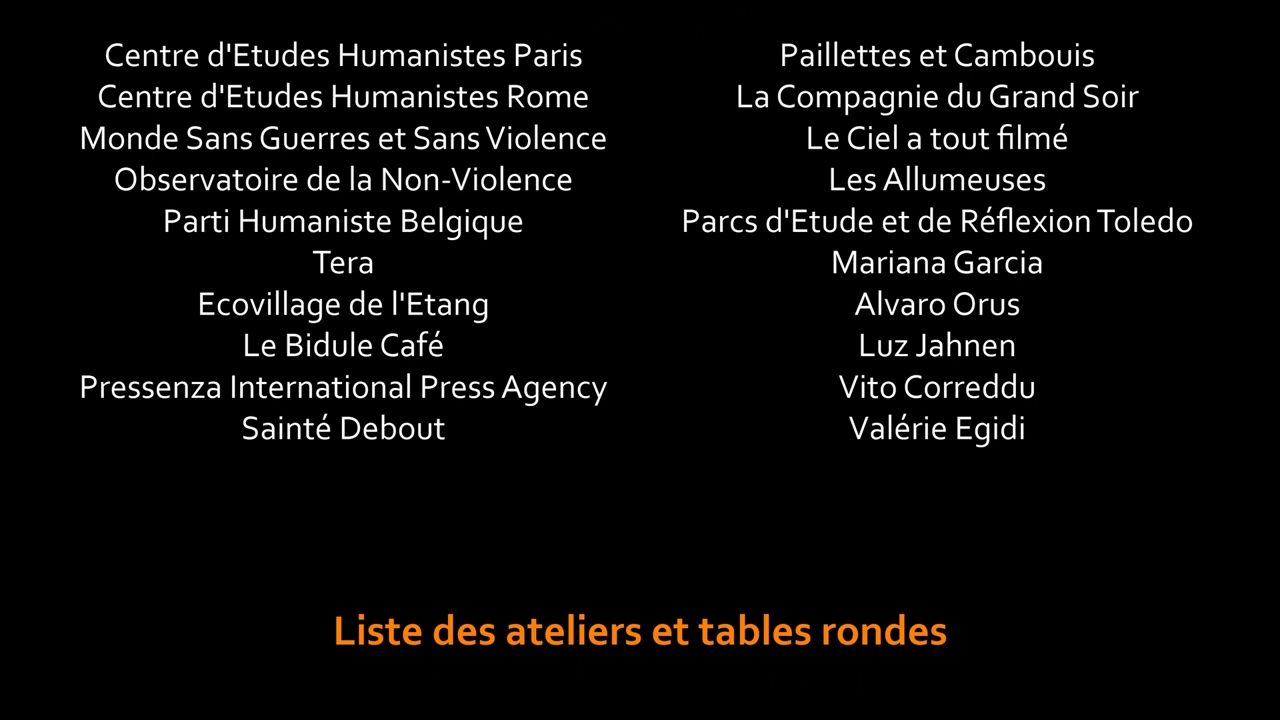 Centre d'Etudes Humanistes Paris
Centre d'Etudes Humanistes Rome
Monde Sans Guerres et Sans Violence
Observatoire de la Non-Violence
Parti Humaniste Belgique
Tera
Ecovillage de l'Etang
Le Bidule Café
Pressenza International Press Agency
Sainté Debout
Paillettes et Cambouis
La Compagnie du Grand Soir
Le Ciel a tout filmé
Les Allumeuses
Parcs d'Etude et de Réflexion Toledo
Mariana Garcia
Alvaro Orus
Luz Jahnen
Vito Correddu
Valérie Egidi
Liste des ateliers et tables rondes